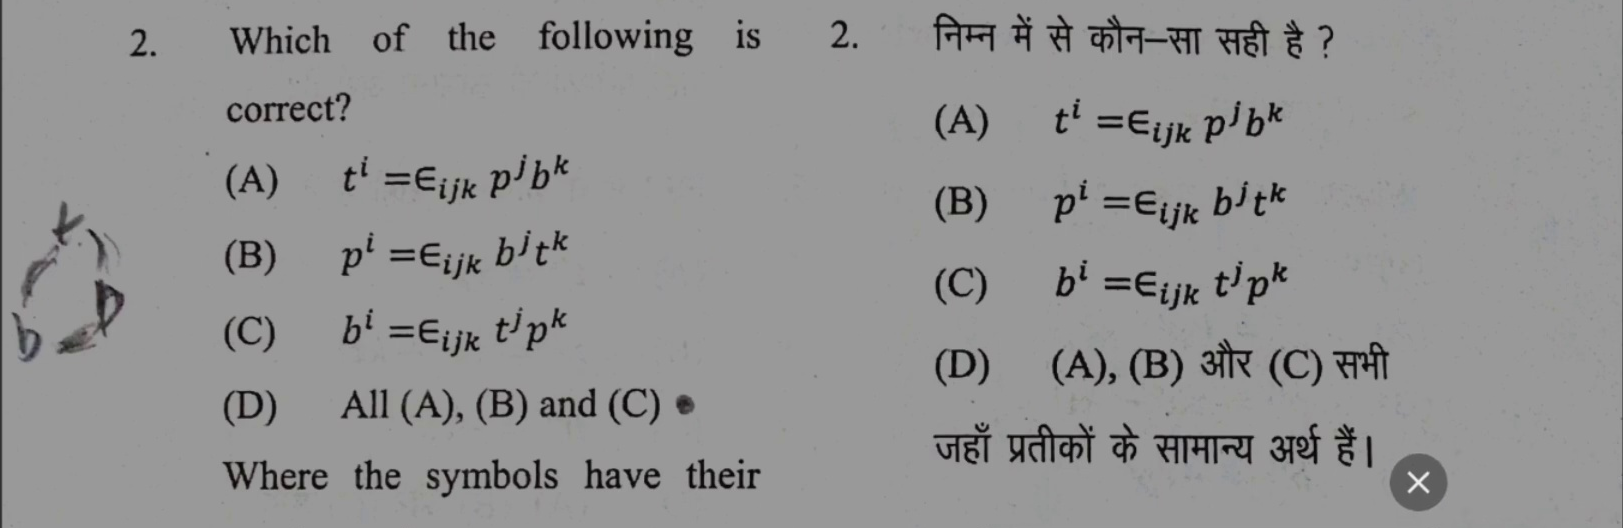 2. Which of the following is
correct?
(A) tⁱ =∈ᵢⱼₖ pʲbᵏ
(B) pⁱ =∈ᵢⱼₖ bʲtᵏ
(C) bⁱ =∈ᵢⱼₖ tʲpᵏ
(D) All (A), (B) and (C)
Where the symbols have their
2. निम्न में से कौन-सा सही है ?
(A) tⁱ =∈ᵢⱼₖ pʲbᵏ
(B) pⁱ =∈ᵢⱼₖ bʲtᵏ
(C) bⁱ =∈ᵢⱼₖ tʲpᵏ
(D) (A), (B) और (C) सभी
जहाँ प्रतीकों के सामान्य अर्थ हैं।
t
b p